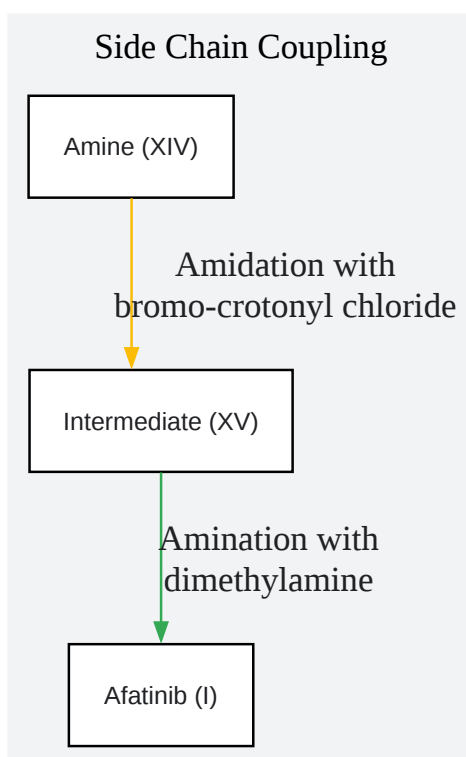 Side Chain Coupling
Amine (XIV)
Amidation with
bromo-crotonyl chloride
Intermediate (XV)
Amination with
dimethylamine
Afatinib (I)